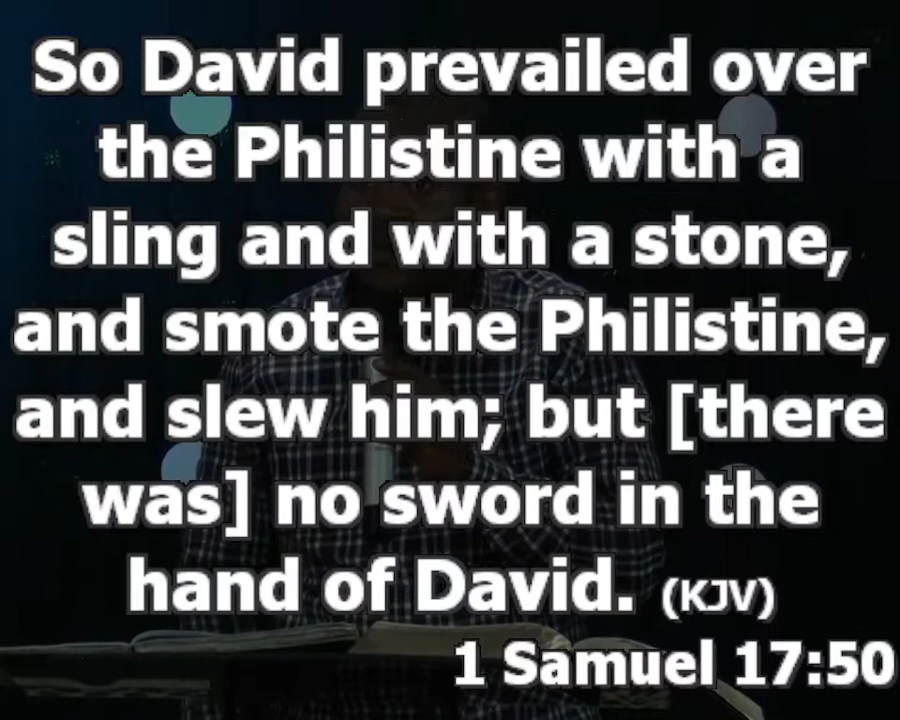 So David prevailed over
the Philistine with a
sling and with a stone,
and smote the Philistine,
and slew him; but [there
was] no sword in the
hand of David. (KJV)
1 Samuel 17:50